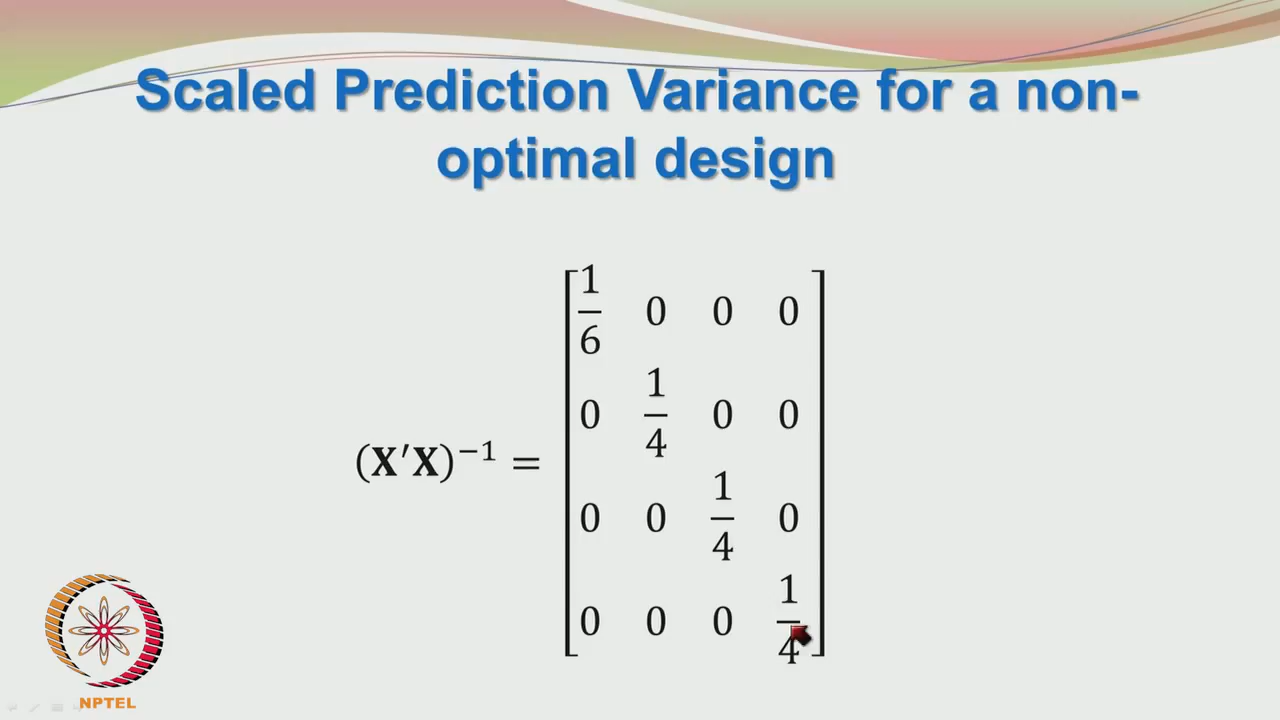 Scaled Prediction Variance for a non-
optimal design
(X′X)⁻¹ =
1/6 0 0 0
0 1/4 0 0
0 0 1/4 0
0 0 0 1/4
NPTEL